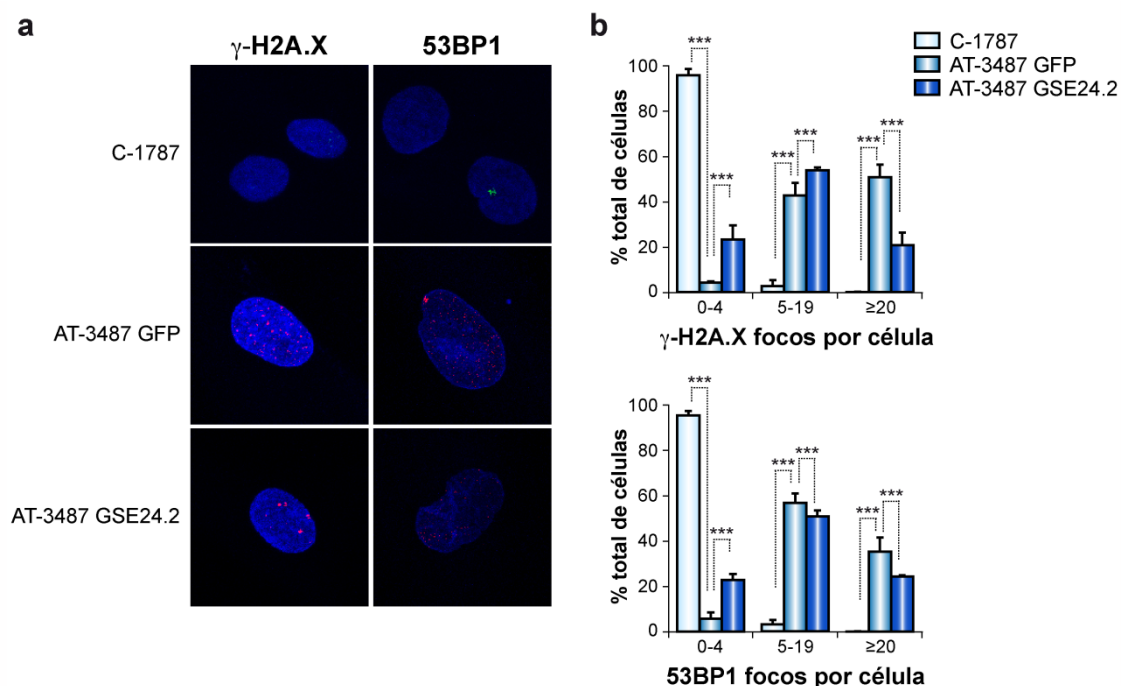 a
γ-H2A.X 53BP1
C-1787
AT-3487 GFP
AT-3487 GSE24.2
b
C-1787
AT-3487 GFP
AT-3487 GSE24.2
% total de células
100
80
60
40
20
0
***
***
***
***
***
***
0-4 5-19 ≥20
γ-H2A.X focos por célula
% total de células
100
80
60
40
20
0
***
***
***
***
***
***
0-4 5-19 ≥20
53BP1 focos por célula